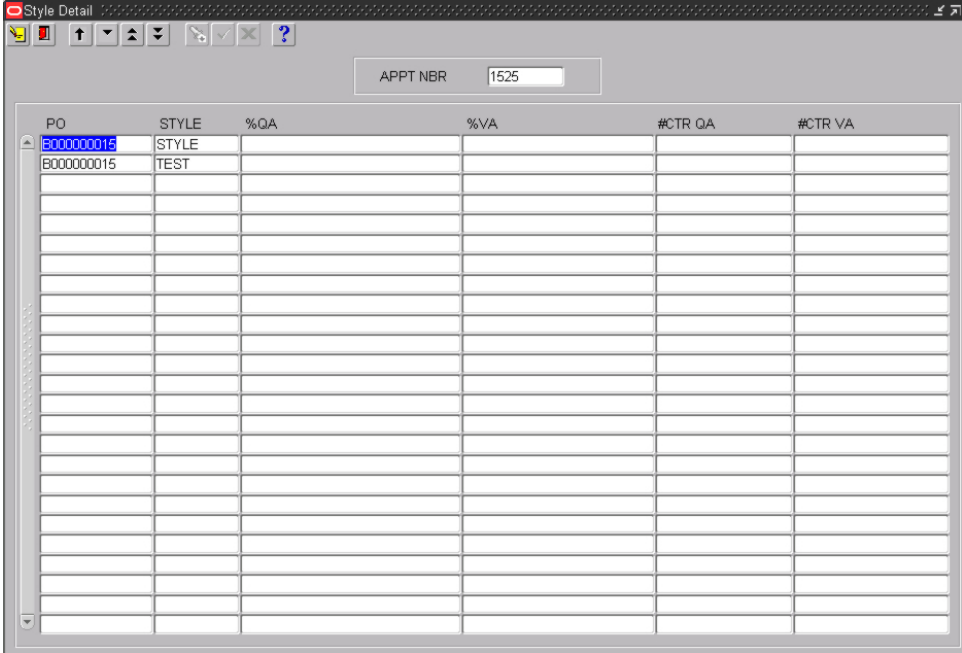 Style Detail
?
APPT NBR 1525
PO STYLE %QA %VA #CTR QA #CTR VA
B000000015 STYLE
B000000015 TEST